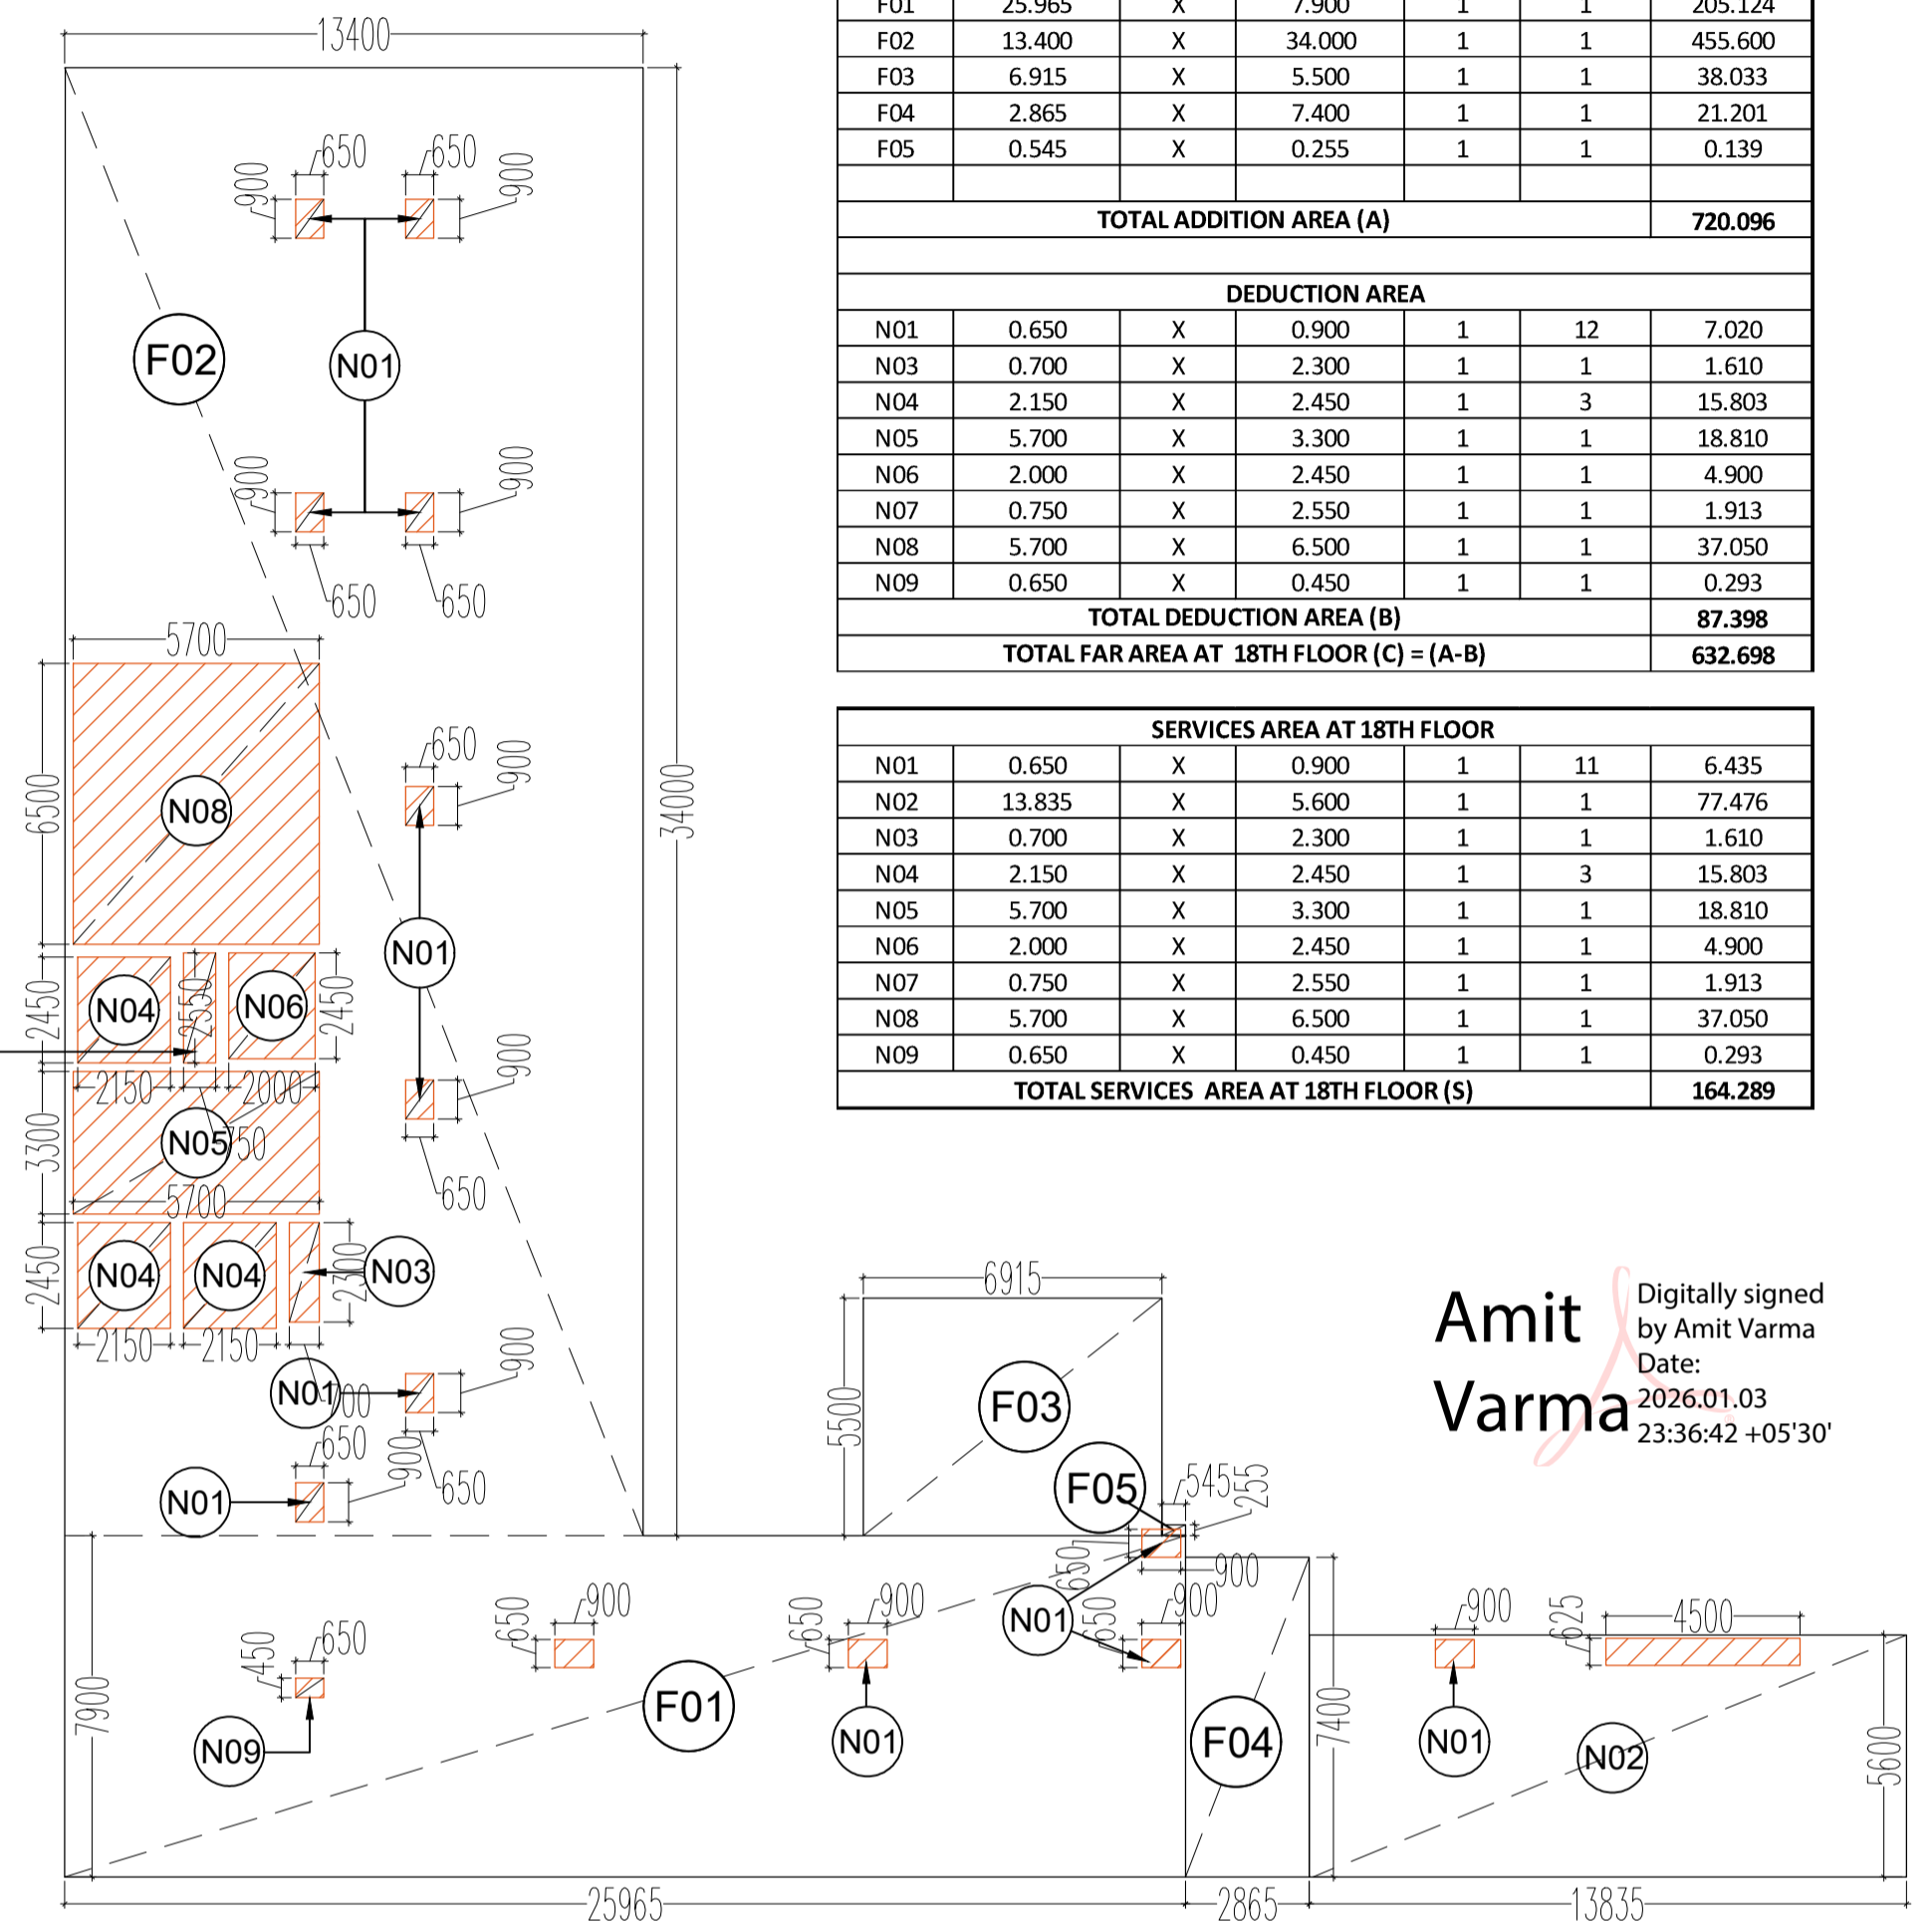 F01 25.965 X 7.900 1 1 205.124
F02 13.400 X 34.000 1 1 455.600
F03 6.915 X 5.500 1 1 38.033
F04 2.865 X 7.400 1 1 21.201
F05 0.545 X 0.255 1 1 0.139
TOTAL ADDITION AREA (A) 720.096
DEDUCTION AREA
N01 0.650 X 0.900 1 12 7.020
N03 0.700 X 2.300 1 1 1.610
N04 2.150 X 2.450 1 3 15.803
N05 5.700 X 3.300 1 1 18.810
N06 2.000 X 2.450 1 1 4.900
N07 0.750 X 2.550 1 1 1.913
N08 5.700 X 6.500 1 1 37.050
N09 0.650 X 0.450 1 1 0.293
TOTAL DEDUCTION AREA (B) 87.398
TOTAL FAR AREA AT 18TH FLOOR (C) = (A-B) 632.698
SERVICES AREA AT 18TH FLOOR
N01 0.650 X 0.900 1 11 6.435
N02 13.835 X 5.600 1 1 77.476
N03 0.700 X 2.300 1 1 1.610
N04 2.150 X 2.450 1 3 15.803
N05 5.700 X 3.300 1 1 18.810
N06 2.000 X 2.450 1 1 4.900
N07 0.750 X 2.550 1 1 1.913
N08 5.700 X 6.500 1 1 37.050
N09 0.650 X 0.450 1 1 0.293
TOTAL SERVICES AREA AT 18TH FLOOR (S) 164.289
13400
650 650
900 900
F02 N01
900 900
650 650
5700
650
900
6500
N08
34000
N01
2450
N04
2550
N06
2450
2150 2000
900
3300
N05
750
5700
650
2450
N04 N04
2300
N03
2150 2150
N01
700
900
650
650
N01
900
6915
5500
F03
F05
545
255
650
900
N01
650
900
450
650
650
900
650
900
900
625
4500
7900
N09
F01
N01
F04
7400
N01
N02
5600
25965 2865 13835
Amit
Varma
Digitally signed
by Amit Varma
Date:
2026.01.03
23:36:42 +05'30'